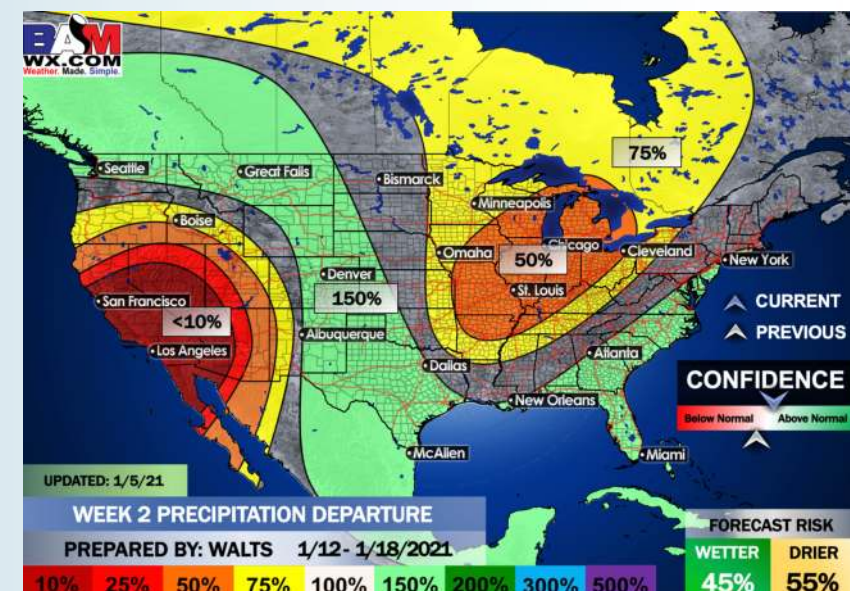 BAM
WX.COM
Weather. Made. Simple.
75%
Seattle
Great Falls
Bismarck
Minneapolis
Boise
Omaha
Chicago
Cleveland
50%
New York
Denver
St. Louis
San Francisco
150%
CURRENT
<10%
PREVIOUS
Los Angeles
Albuquerque
Atlanta
Dallas
CONFIDENCE
New Orleans
Below Normal Above Normal
McAllen
Miami
UPDATED: 1/5/21
WEEK 2 PRECIPITATION DEPARTURE
FORECAST RISK
PREPARED BY: WALTS 1/12 - 1/18/2021
WETTER DRIER
10% 25% 50% 75% 100% 150% 200% 300% 500%
45% 55%